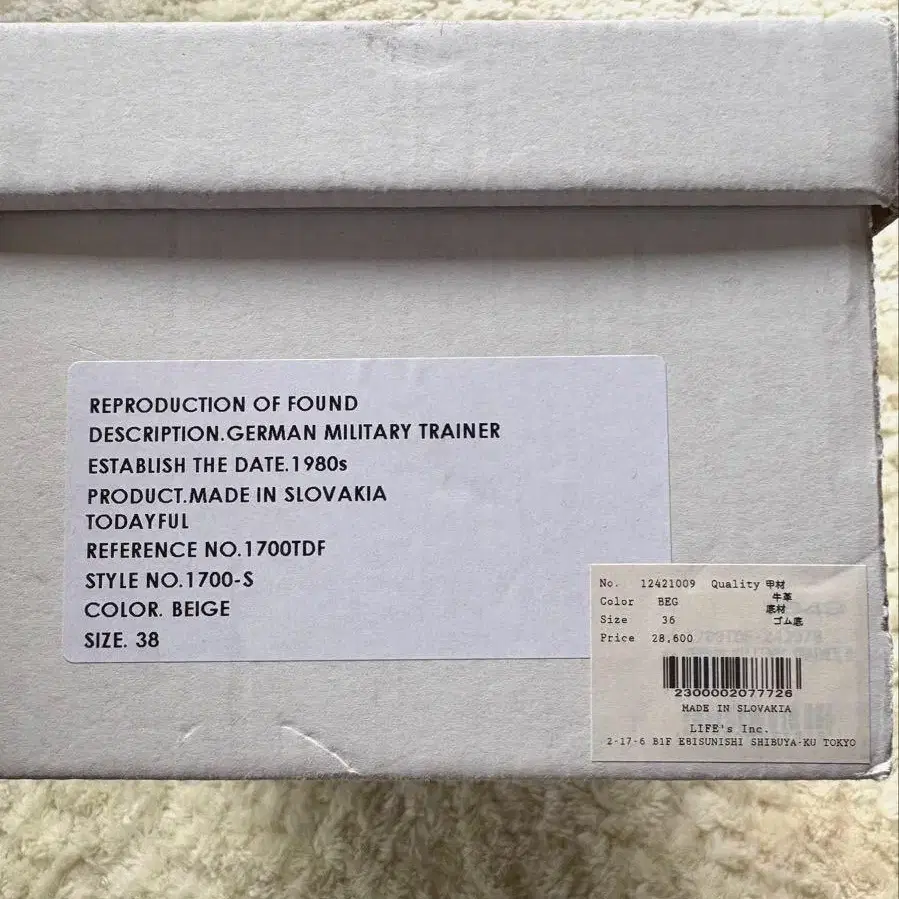 REPRODUCTION OF FOUND
DESCRIPTION.GERMAN MILITARY TRAINER
ESTABLISH THE DATE.1980s
PRODUCT.MADE IN SLOVAKIA
TODAYFUL
REFERENCE NO.1700TDF
STYLE NO.1700-S
COLOR. BEIGE
SIZE. 38
No. 12421009 Quality 甲材
牛革
Color BEG
底材
Size 36 ゴム底
Price 28,600
2300002077726
MADE IN SLOVAKIA
LIFE's Inc.
2-17-6 B1F EBISUNISHI SHIBUYA-KU TOKYO